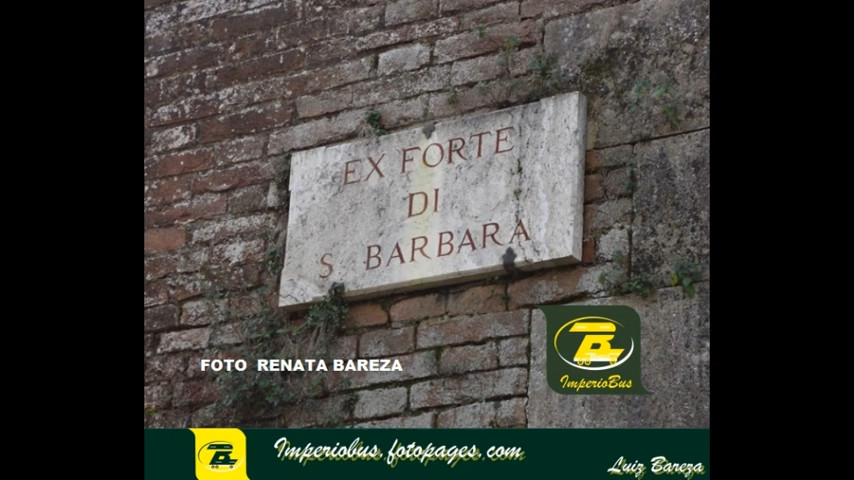 EX FORTE
DI
S BARBARA
FOTO RENATA BAREZA
ImperioBus
Imperiobus.fotopages.com
Luiz Bareza